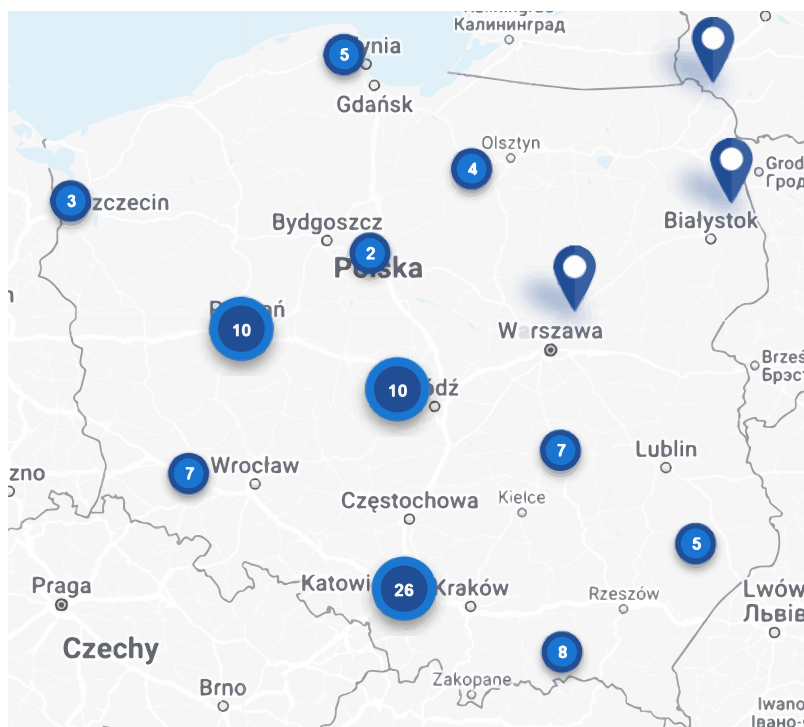 Калининград
5
ynia
Gdańsk
Olsztyn
4
Grod
Грод
3
zczecin
Bydgoszcz
Białystok
2
Polska
10
Warszawa
Brześ
Брэст
10
ódź
7
Wrocław
7
Lublin
zno
Częstochowa
Kielce
5
Praga
Katowi
26
Kraków
Rzeszów
Lwów
Львів
Czechy
8
Zakopane
Brno
Iwano
Івано-